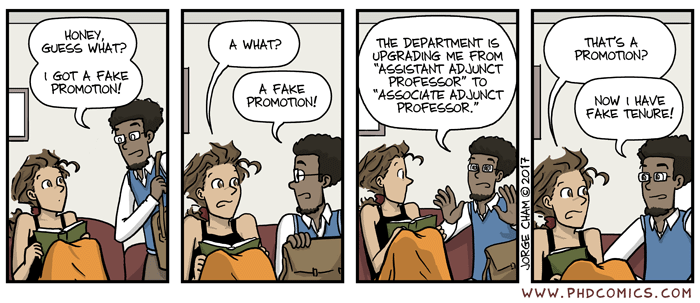 HONEY,
GUESS WHAT?
I GOT A FAKE
PROMOTION!
A WHAT?
A FAKE
PROMOTION!
THE DEPARTMENT IS
UPGRADING ME FROM
"ASSISTANT ADJUNCT
PROFESSOR" TO
"ASSOCIATE ADJUNCT
PROFESSOR."
JORGE CHAM © 2017
THAT'S A
PROMOTION?
NOW I HAVE
FAKE TENURE!
WWW.PHDCOMICS.COM